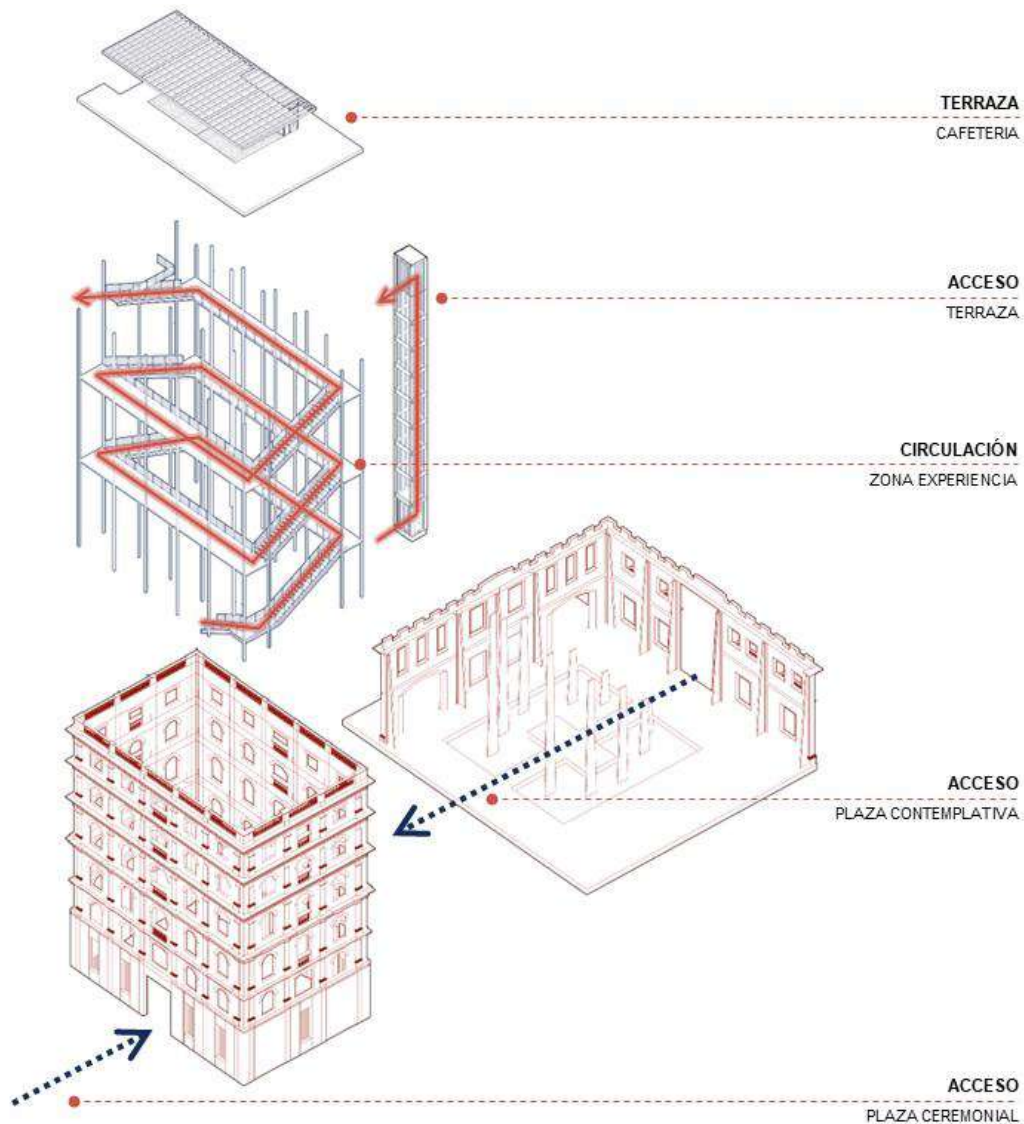 TERRAZA
CAFETERIA
ACCESO
TERRAZA
CIRCULACIÓN
ZONA EXPERIENCIA
ACCESO
PLAZA CONTEMPLATIVA
ACCESO
PLAZA CEREMONIAL